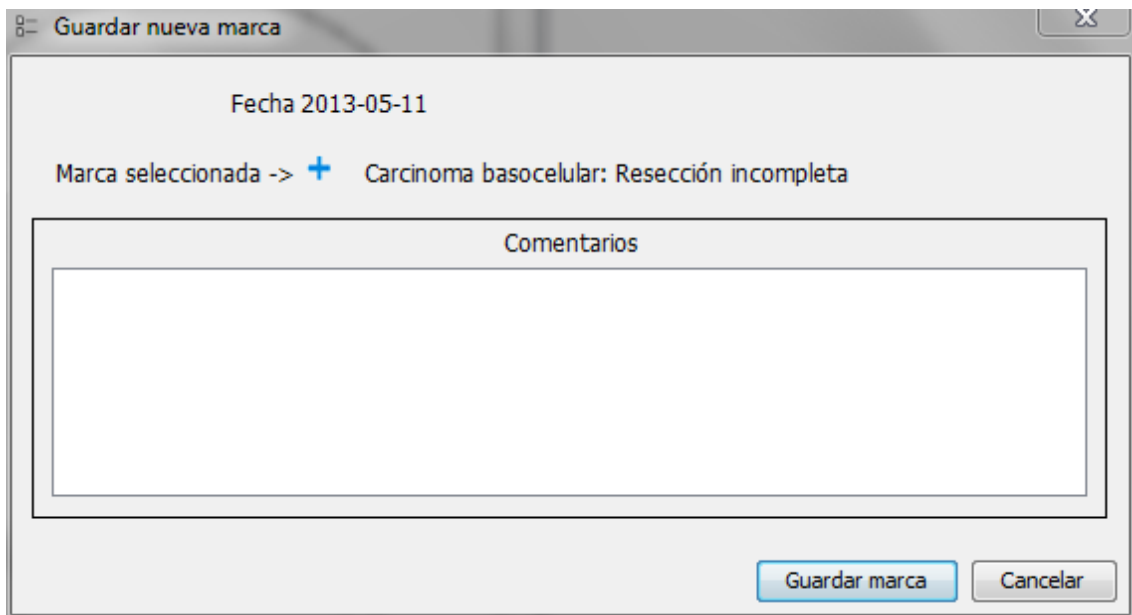 Guardar nueva marca
Fecha 2013-05-11
Marca seleccionada -> + Carcinoma basocelular: Resección incompleta
Comentarios
Guardar marca Cancelar